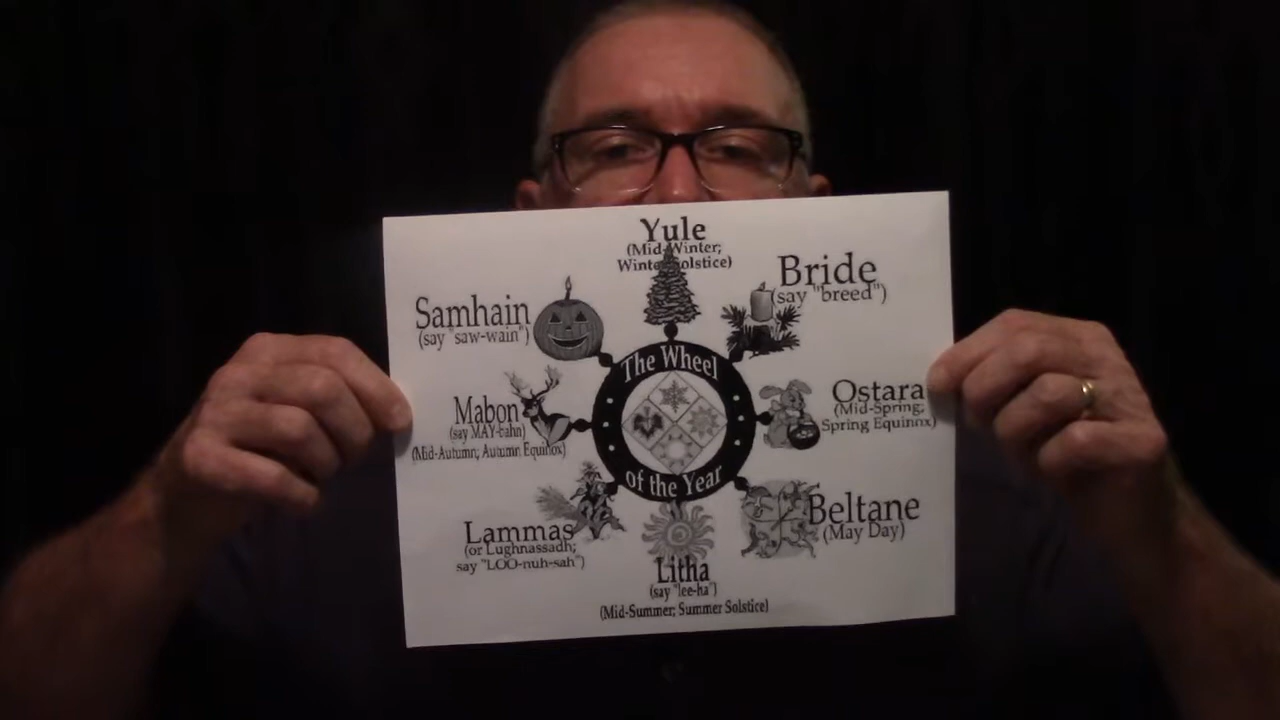 Yule
(Mid-Winter;
Winter Solstice)
Bride
(say "breed")
Samhain
(say "saw-wain")
The Wheel
of the Year
Ostara
(Mid-Spring;
Spring Equinox)
Mabon
(say MAY-bahn)
(Mid-Autumn; Autumn Equinox)
Beltane
(May Day)
Lammas
(or Lughnassadh;
say "LOO-nuh-sah")
Litha
(say "lee-ha")
(Mid-Summer; Summer Solstice)